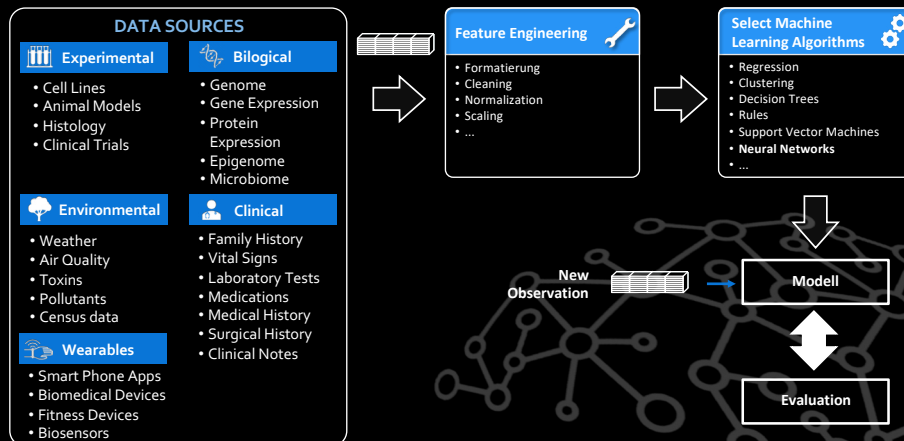 DATA SOURCES
Experimental
• Cell Lines
• Animal Models
• Histology
• Clinical Trials
Bilogical
• Genome
• Gene Expression
• Protein
Expression
• Epigenome
• Microbiome
Environmental
• Weather
• Air Quality
• Toxins
• Pollutants
• Census data
Clinical
• Family History
• Vital Signs
• Laboratory Tests
• Medications
• Medical History
• Surgical History
• Clinical Notes
Wearables
• Smart Phone Apps
• Biomedical Devices
• Fitness Devices
• Biosensors
Feature Engineering
• Formatierung
• Cleaning
• Normalization
• Scaling
• ...
Select Machine
Learning Algorithms
• Regression
• Clustering
• Decision Trees
• Rules
• Support Vector Machines
• Neural Networks
• ...
New
Observation
Modell
Evaluation